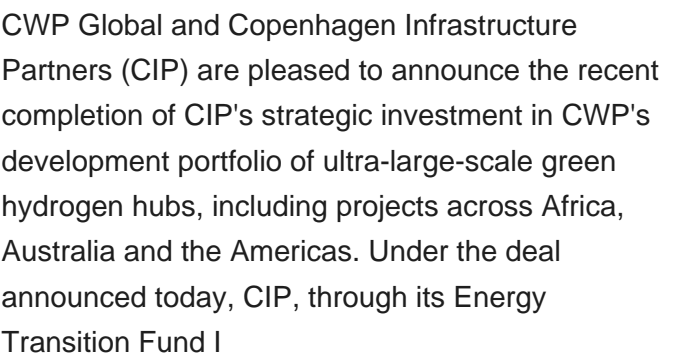 CWP Global and Copenhagen Infrastructure
Partners (CIP) are pleased to announce the recent
completion of CIP's strategic investment in CWP's
development portfolio of ultra-large-scale green
hydrogen hubs, including projects across Africa,
Australia and the Americas. Under the deal
announced today, CIP, through its Energy
Transition Fund I